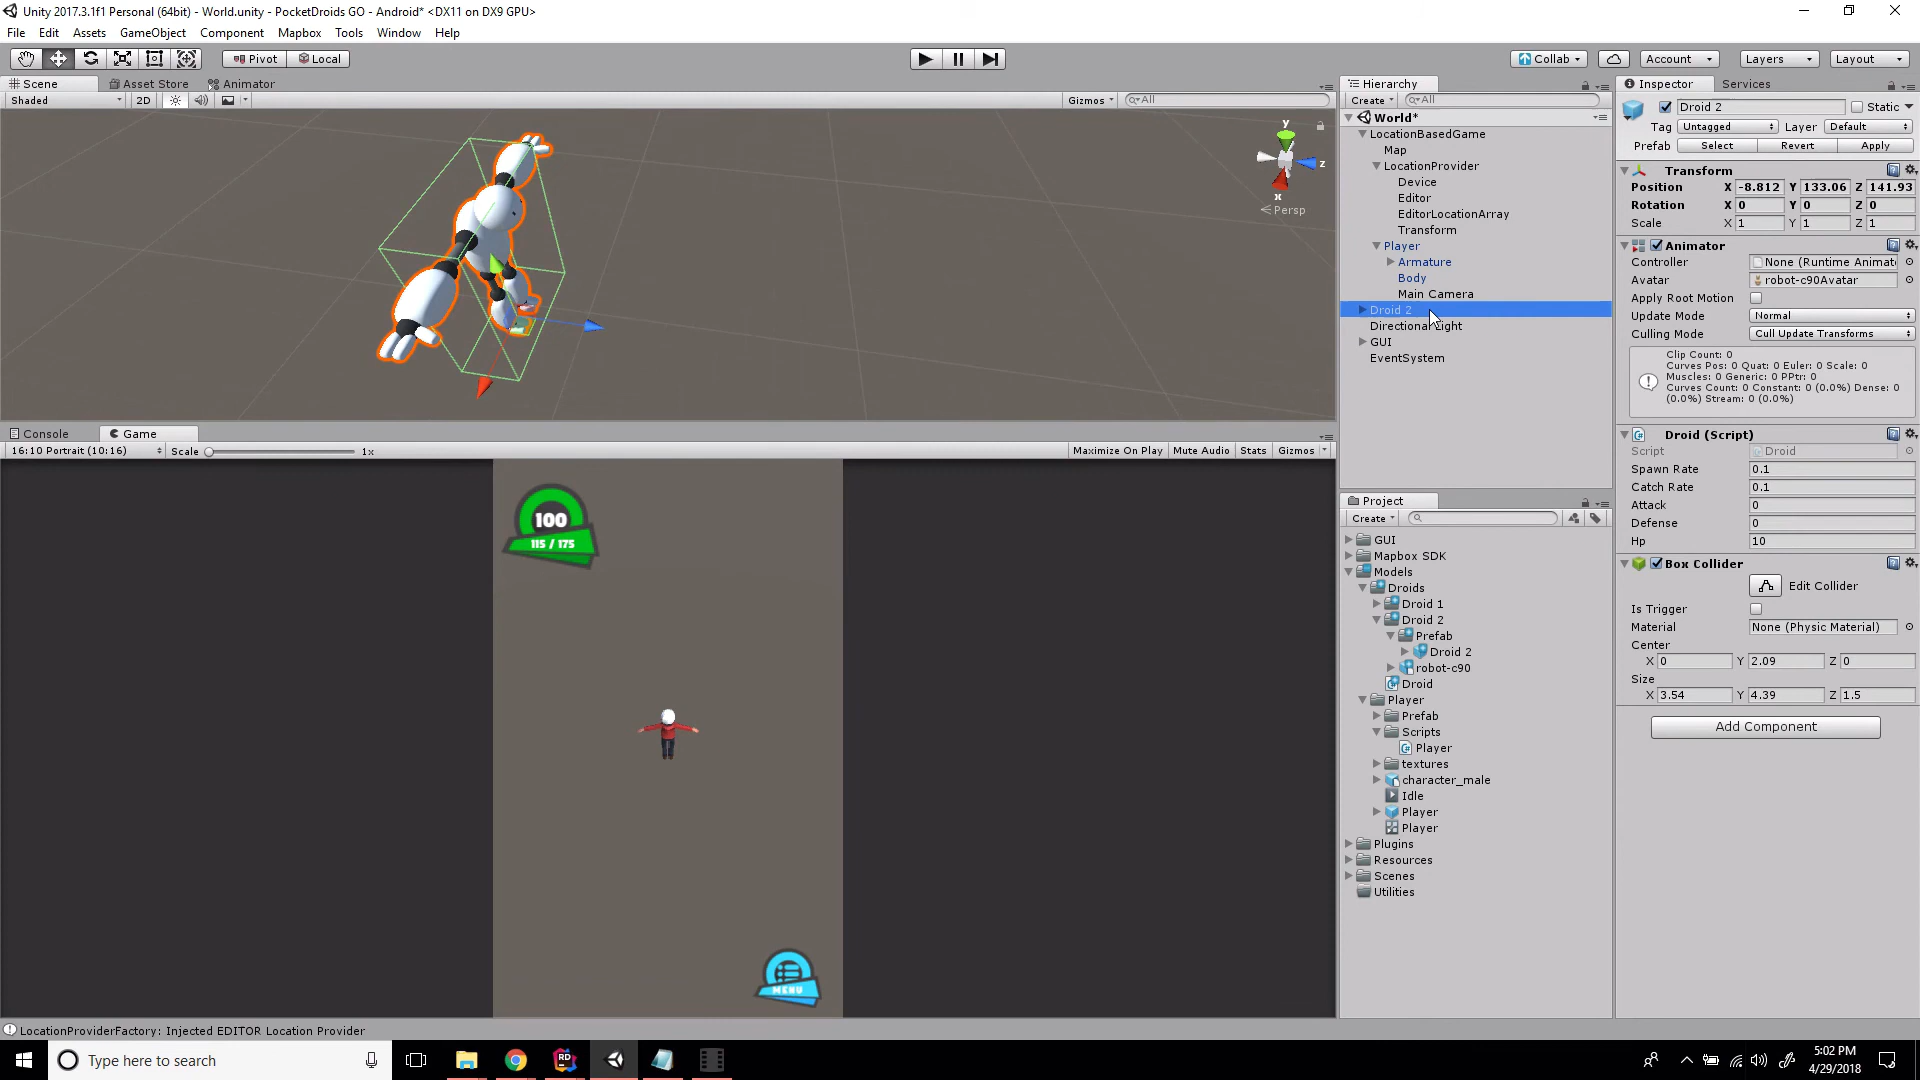 Unity 2017.3.1f1 Personal (64bit) - World.unity - PocketDroids GO - Android* <DX11 on DX9 GPU>
File Edit Assets GameObject Component Mapbox Tools Window Help
Pivot Local Collab Account Layers Layout
Scene Asset Store Animator
Shaded 2D Gizmos All
y
z
x
Persp
Console Game
16:10 Portrait (10:16) Scale 1x Maximize On Play Mute Audio Stats Gizmos
100
115 / 175
MENU
Hierarchy
Create All
World*
LocationBasedGame
Map
LocationProvider
Device
Editor
EditorLocationArray
Transform
Player
Armature
Body
Main Camera
Droid 2
Directional Light
GUI
EventSystem
Project
Create
GUI
Mapbox SDK
Models
Droids
Droid 1
Droid 2
Prefab
Droid 2
robot-c90
Droid
Player
Prefab
Scripts
Player
textures
character_male
Idle
Player
Player
Plugins
Resources
Scenes
Utilities
Inspector Services
Droid 2 Static
Tag Untagged Layer Default
Prefab Select Revert Apply
Transform
Position X -8.812 Y 133.06 Z 141.93
Rotation X 0 Y 0 Z 0
Scale X 1 Y 1 Z 1
Animator
Controller None (Runtime Animat
Avatar robot-c90Avatar
Apply Root Motion
Update Mode Normal
Culling Mode Cull Update Transforms
Clip Count: 0
Curves Pos: 0 Quat: 0 Euler: 0 Scale: 0
Muscles: 0 Generic: 0 PPtr: 0
Curves Count: 0 Constant: 0 (0.0%) Dense: 0
(0.0%) Stream: 0 (0.0%)
Droid (Script)
Script Droid
Spawn Rate 0.1
Catch Rate 0.1
Attack 0
Defense 0
Hp 10
Box Collider
Edit Collider
Is Trigger
Material None (Physic Material)
Center
X 0 Y 2.09 Z 0
Size
X 3.54 Y 4.39 Z 1.5
Add Component
LocationProviderFactory: Injected EDITOR Location Provider
Type here to search
RD
5:02 PM
4/29/2018